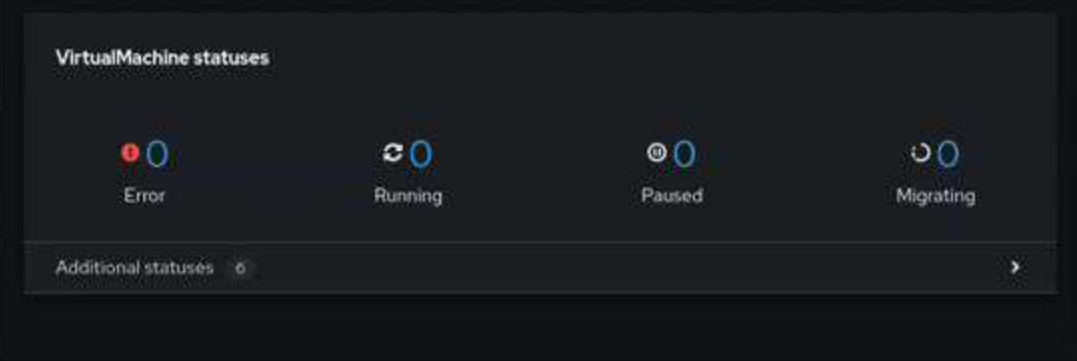 VirtualMachine statuses
0 0 0 0
Error Running Paused Migrating
Additional statuses 6